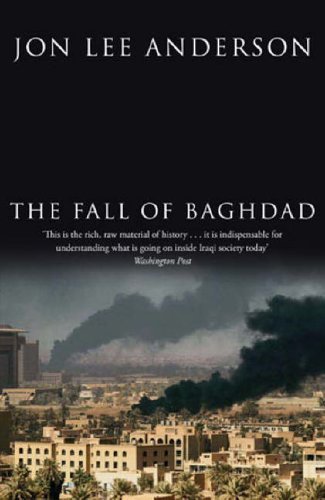 JON LEE ANDERSON
THE FALL OF BAGHDAD
'This is the rich, raw material of history . . . it is indispensable for
understanding what is going on inside Iraqi society today'
Washington Post